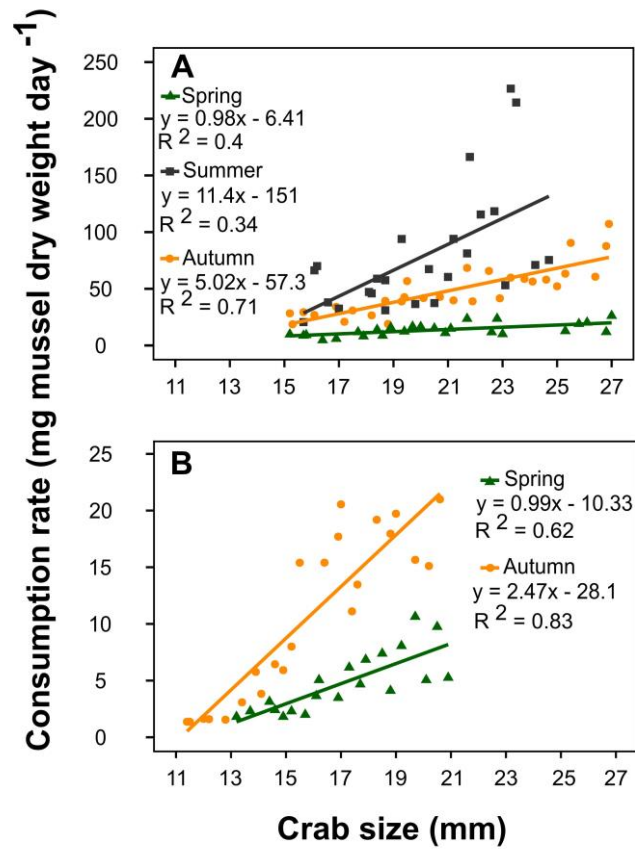 Consumption rate (mg mussel dry weight day -1)
A
250
200
150
100
50
0
Spring
y = 0.98x - 6.41
R 2 = 0.4
Summer
y = 11.4x - 151
R 2 = 0.34
Autumn
y = 5.02x - 57.3
R 2 = 0.71
11 13 15 17 19 21 23 25 27
B
25
20
15
10
5
0
Spring
y = 0.99x - 10.33
R 2 = 0.62
Autumn
y = 2.47x - 28.1
R 2 = 0.83
11 13 15 17 19 21 23 25 27
Crab size (mm)